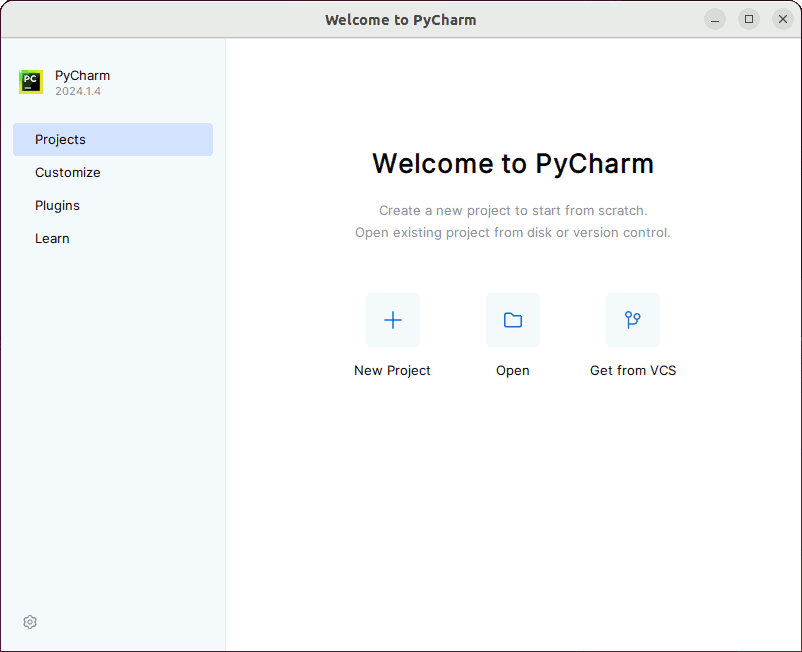 Welcome to PyCharm
PC
PyCharm
2024.1.4
Projects
Customize
Plugins
Learn
Welcome to PyCharm
Create a new project to start from scratch.
Open existing project from disk or version control.
New Project
Open
Get from VCS